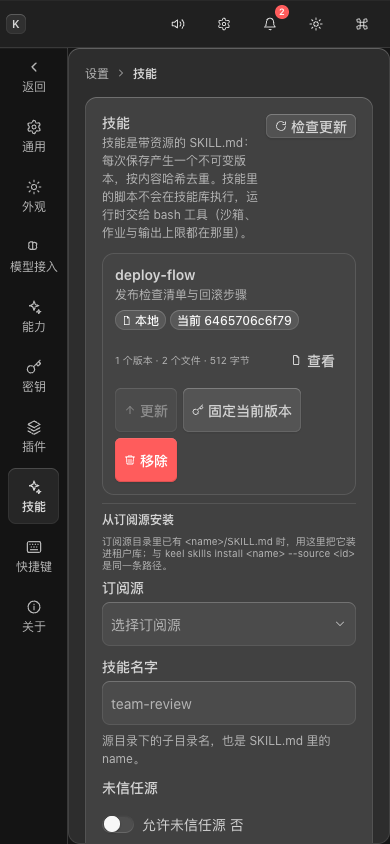 K
2
设置 > 技能
返回
通用
外观
模型接入
能力
密钥
插件
技能
快捷键
关于
技能
检查更新
技能是带资源的 SKILL.md：
每次保存产生一个不可变版
本，按内容哈希去重。技能里
的脚本不会在技能库执行，运
行时交给 bash 工具（沙箱、
作业与输出上限都在那里）。
deploy-flow
发布检查清单与回滚步骤
本地
当前 6465706c6f79
1 个版本 · 2 个文件 · 512 字节
查看
更新
固定当前版本
移除
从订阅源安装
订阅源目录里已有 <name>/SKILL.md 时，用这里把它装
进租户库；与 keel skills install <name> --source <id>
是同一条路径。
订阅源
选择订阅源
技能名字
team-review
源目录下的子目录名，也是 SKILL.md 里的
name。
未信任源
允许未信任源 否